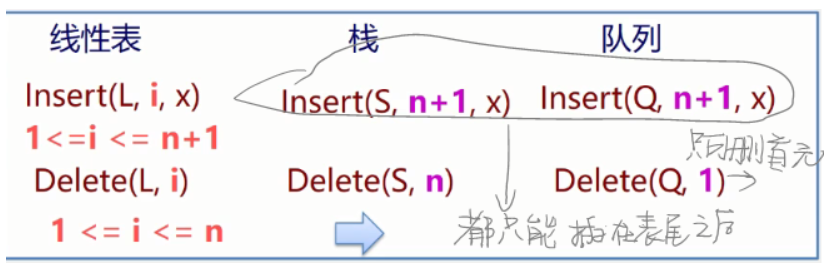 线性表 栈 队列
Insert(L, i, x) Insert(S, n+1, x) Insert(Q, n+1, x)
1<=i <= n+1
只可删首元
Delete(L, i) Delete(S, n) Delete(Q, 1)
1 <= i <= n
都只能插在表尾之后